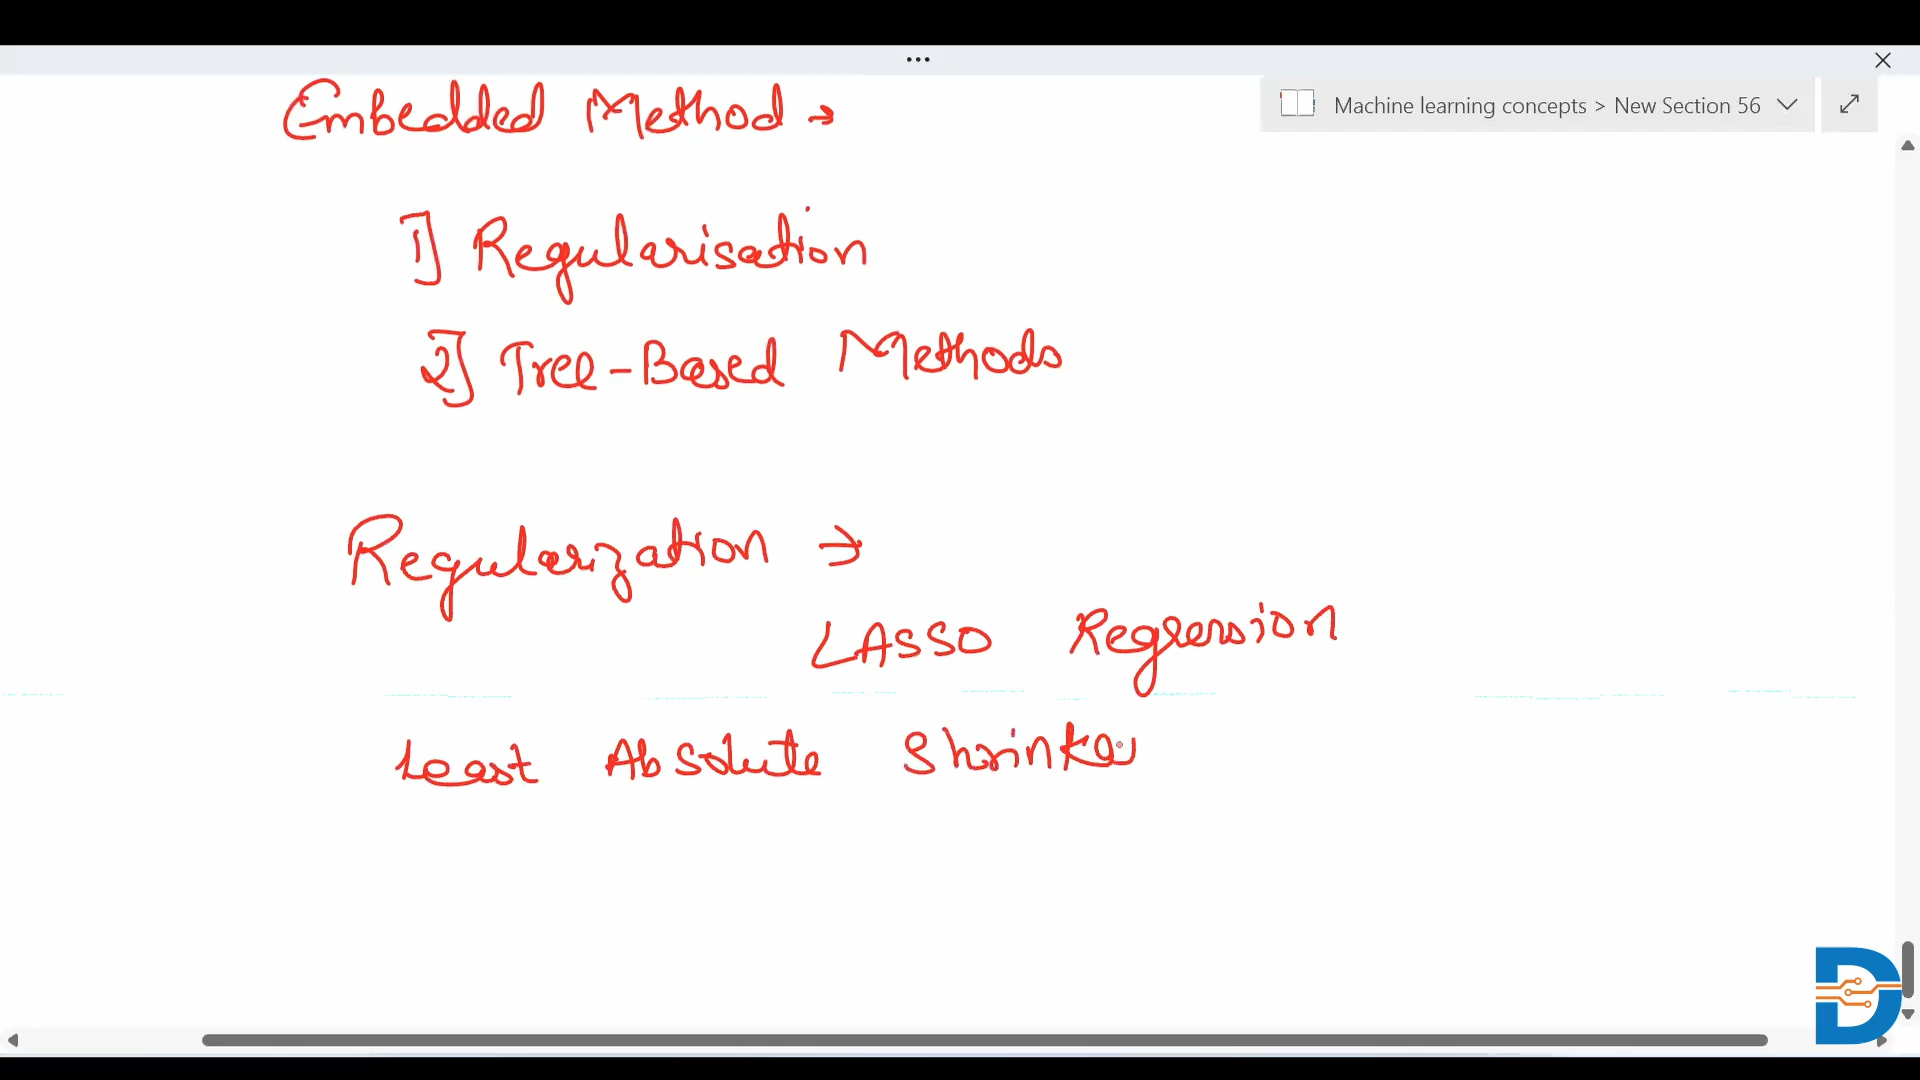 Embedded Method →
Machine learning concepts > New Section 56
1] Regularisation
2] Tree-Based Methods
Regularization →
LASSO Regression
Least Absolute Shrinka